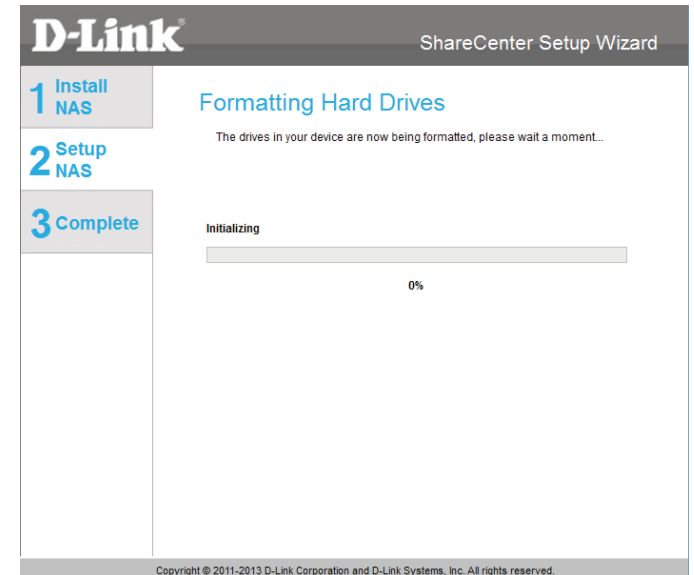 D-Link®
ShareCenter Setup Wizard
1 Install
NAS
2 Setup
NAS
3 Complete
Formatting Hard Drives
The drives in your device are now being formatted, please wait a moment...
Initializing
0%
Copyright © 2011-2013 D-Link Corporation and D-Link Systems, Inc. All rights reserved.